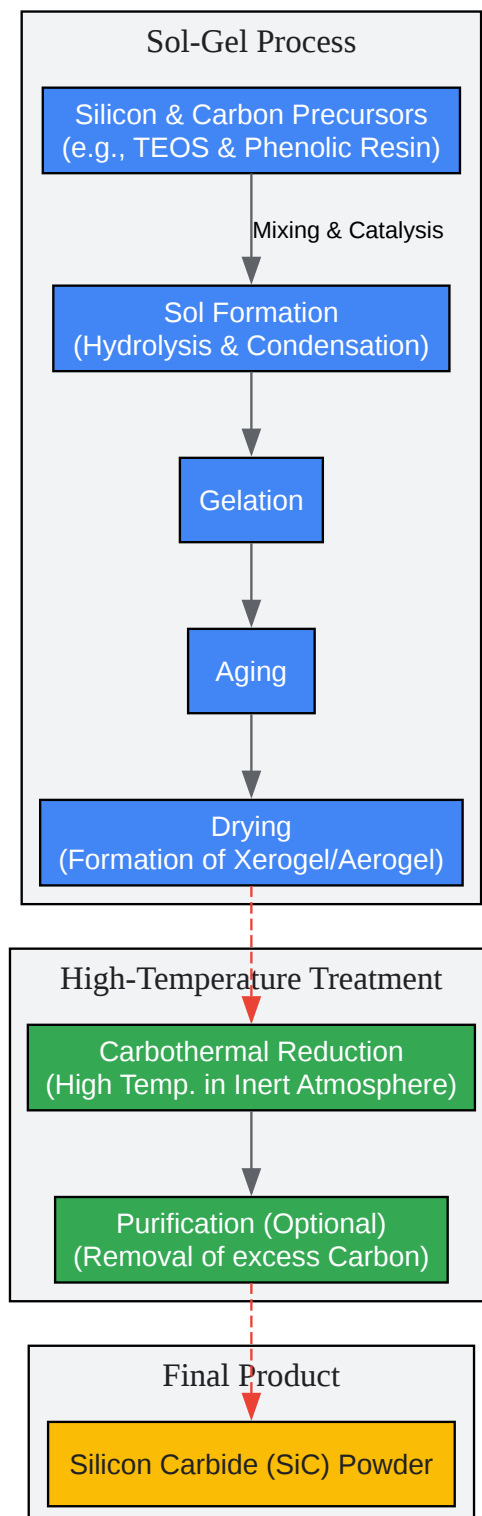 Sol-Gel Process
Silicon & Carbon Precursors
(e.g., TEOS & Phenolic Resin)
Mixing & Catalysis
Sol Formation
(Hydrolysis & Condensation)
Gelation
Aging
Drying
(Formation of Xerogel/Aerogel)
High-Temperature Treatment
Carbothermal Reduction
(High Temp. in Inert Atmosphere)
Purification (Optional)
(Removal of excess Carbon)
Final Product
Silicon Carbide (SiC) Powder